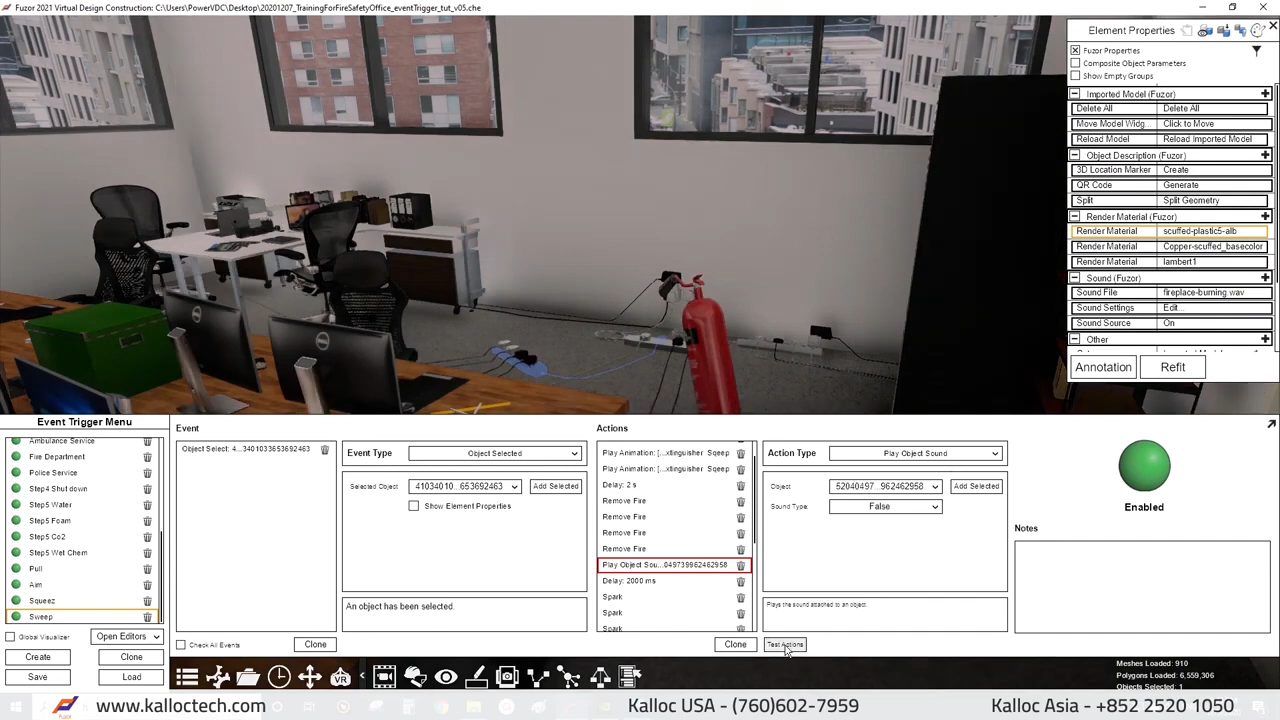 Fuzor 2021 Virtual Design Construction: C:\Users\PowerVDC\Desktop\20201207_TrainingForFireSafetyOffice_eventTrigger_tut_v05.che
Element Properties
Fuzor Properties
Composite Object Parameters
Show Empty Groups
Imported Model (Fuzor)
Delete All Delete All
Move Model Widg... Click to Move
Reload Model Reload Imported Model
Object Description (Fuzor)
3D Location Marker Create
QR Code Generate
Split Split Geometry
Render Material (Fuzor)
Render Material scuffed-plastic5-alb
Render Material Copper-scuffed_basecolor
Render Material lambert1
Sound (Fuzor)
Sound File fireplace-burning.wav
Sound Settings Edit...
Sound Source On
Other
Annotation Refit
Event Trigger Menu
Ambulance Service
Fire Department
Police Service
Step4 Shut down
Step5 Water
Step5 Foam
Step5 Co2
Step5 Wet Chem
Pull
Aim
Squeez
Sweep
Global Visualizer Open Editors
Create Clone
Save Load
Event
Object Select: 4...3401033653692463
Check All Events Clone
Event Type Object Selected
Selected Object 41034010...653692463 Add Selected
Show Element Properties
An object has been selected.
Actions
Play Animation: [...xtinguisher Sqeep
Play Animation: [...xtinguisher Sqeep
Delay: 2 s
Remove Fire
Remove Fire
Remove Fire
Remove Fire
Play Object Sou...049739962462958
Delay: 2000 ms
Spark
Spark
Spark
Clone Test Actions
Action Type Play Object Sound
Object 52040497...962462958 Add Selected
Sound Type: False
Plays the sound attached to an object.
Enabled
Notes
VR
Meshes Loaded: 910
Polygons Loaded: 6,559,306
Objects Selected: 1
Fuzor
www.kalloctech.com Kalloc USA - (760)602-7959 Kalloc Asia - +852 2520 1050